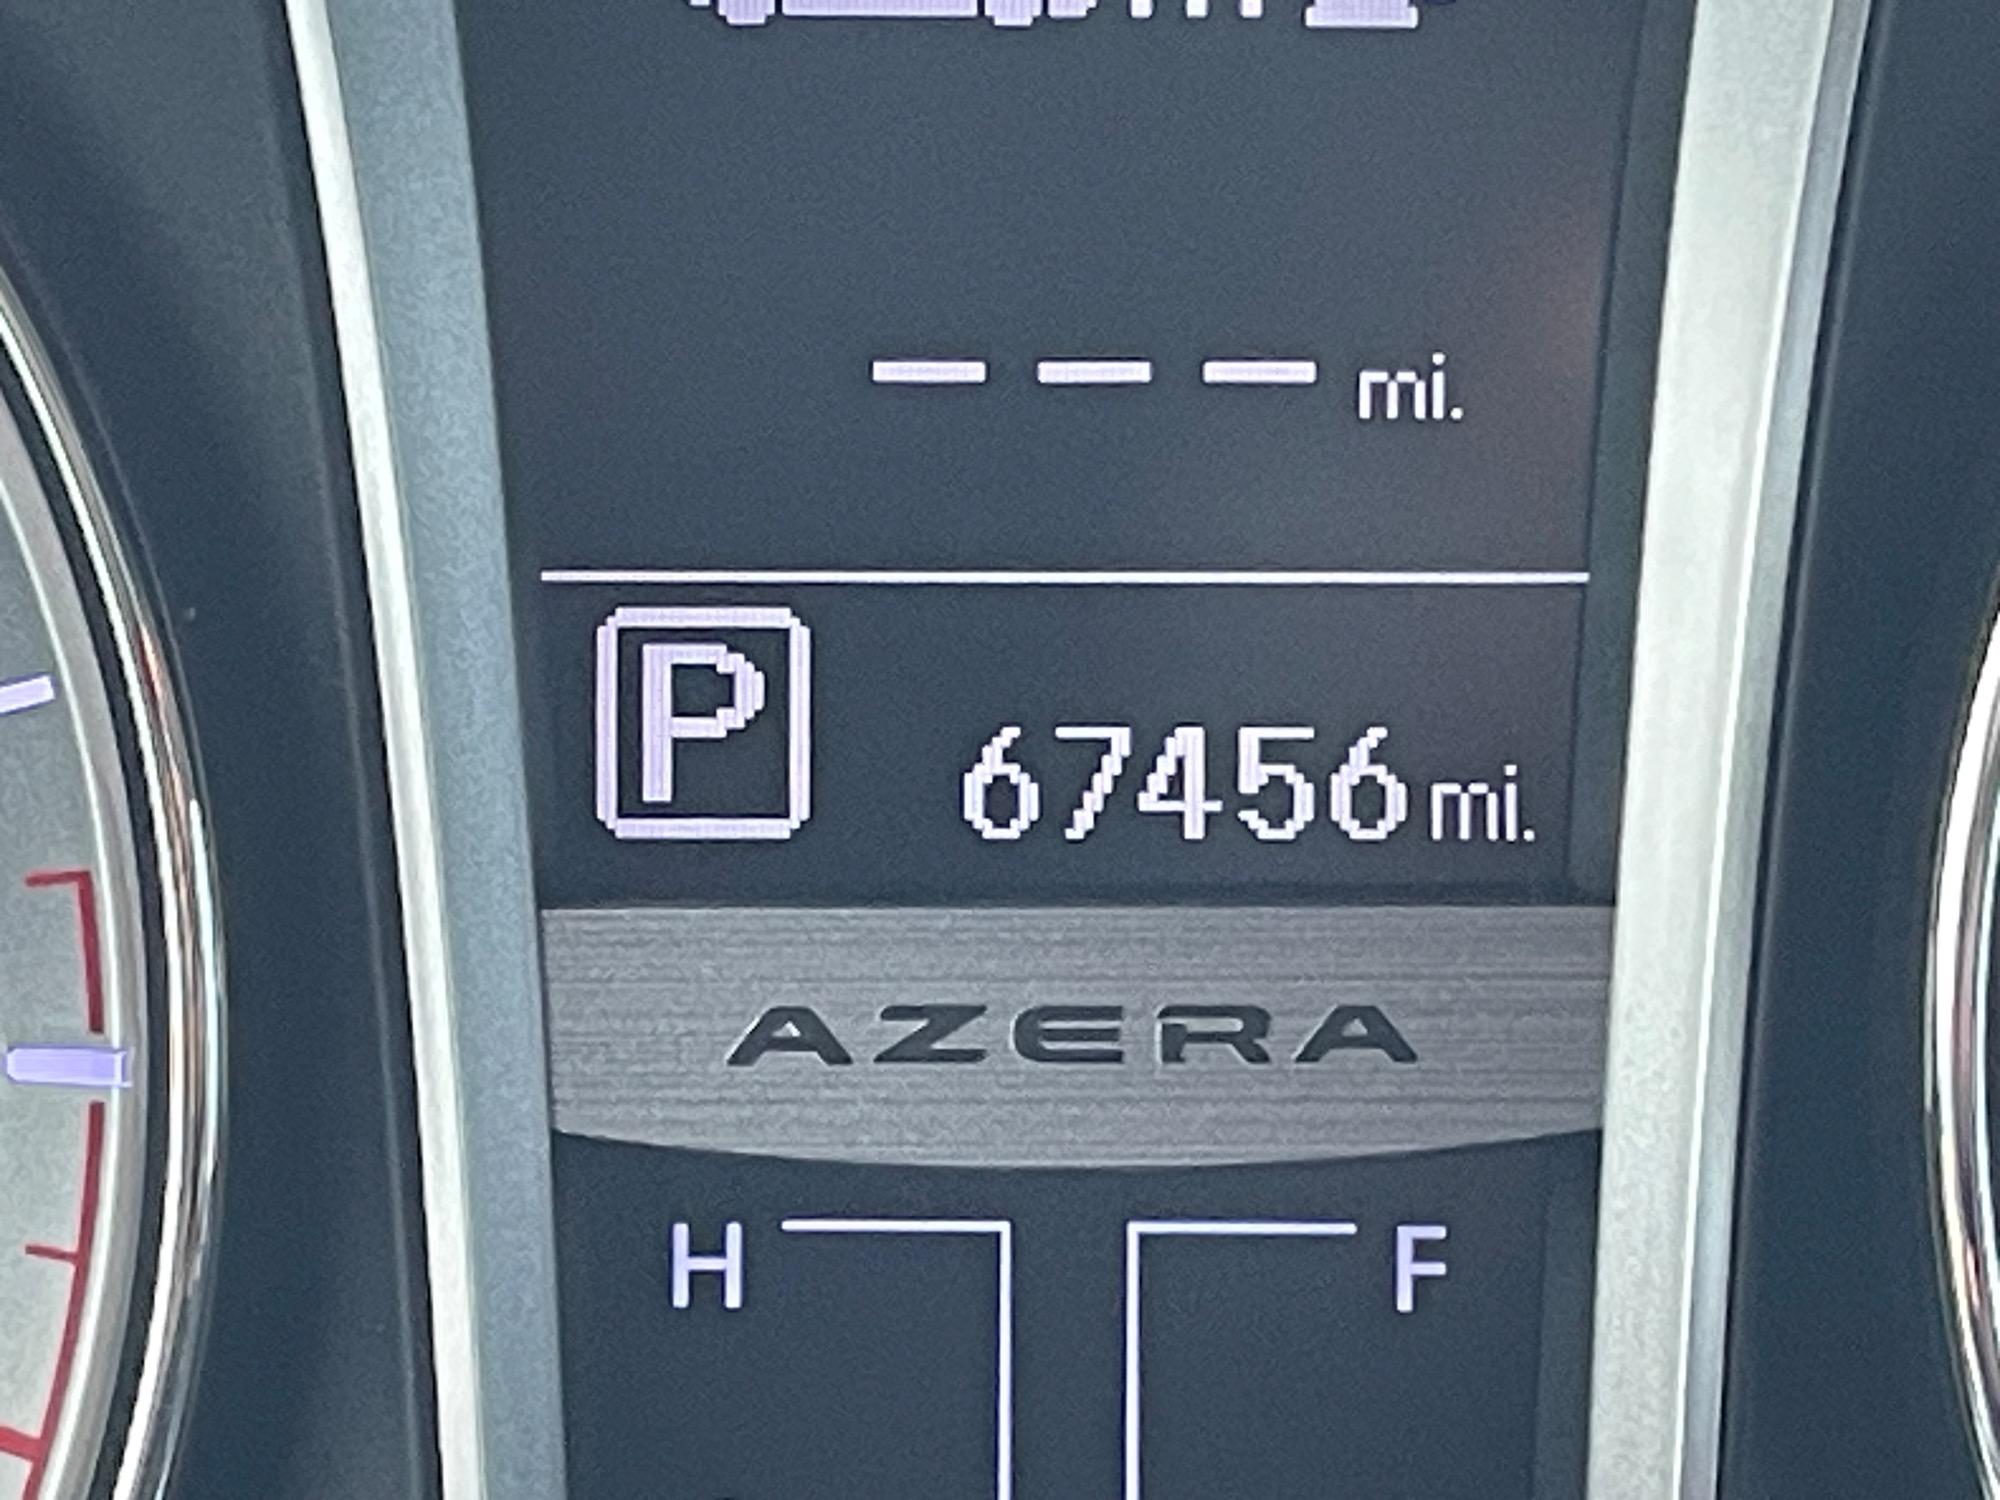 --- mi.
P 67456 mi.
AZERA
H F